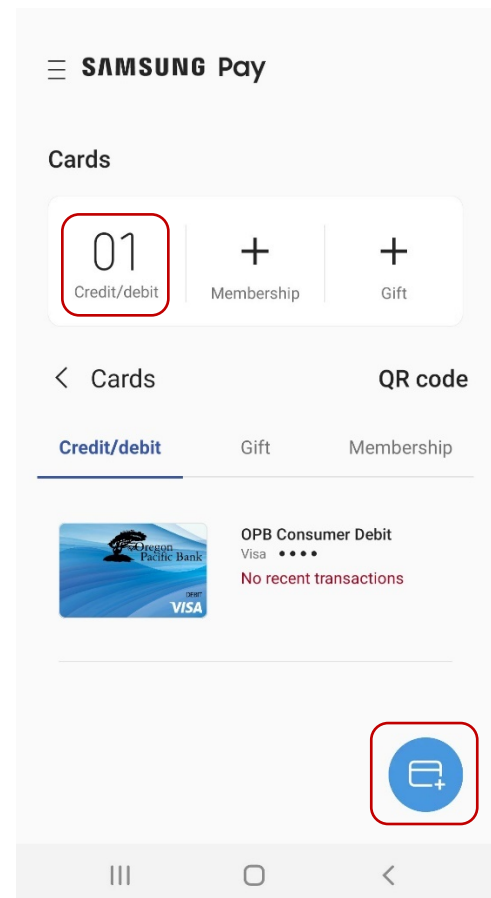 SAMSUNG Pay
Cards
01
Credit/debit
+
Membership
+
Gift
< Cards
QR code
Credit/debit
Gift
Membership
Oregon
Pacific Bank
DEBIT
VISA
OPB Consumer Debit
Visa ••••
No recent transactions